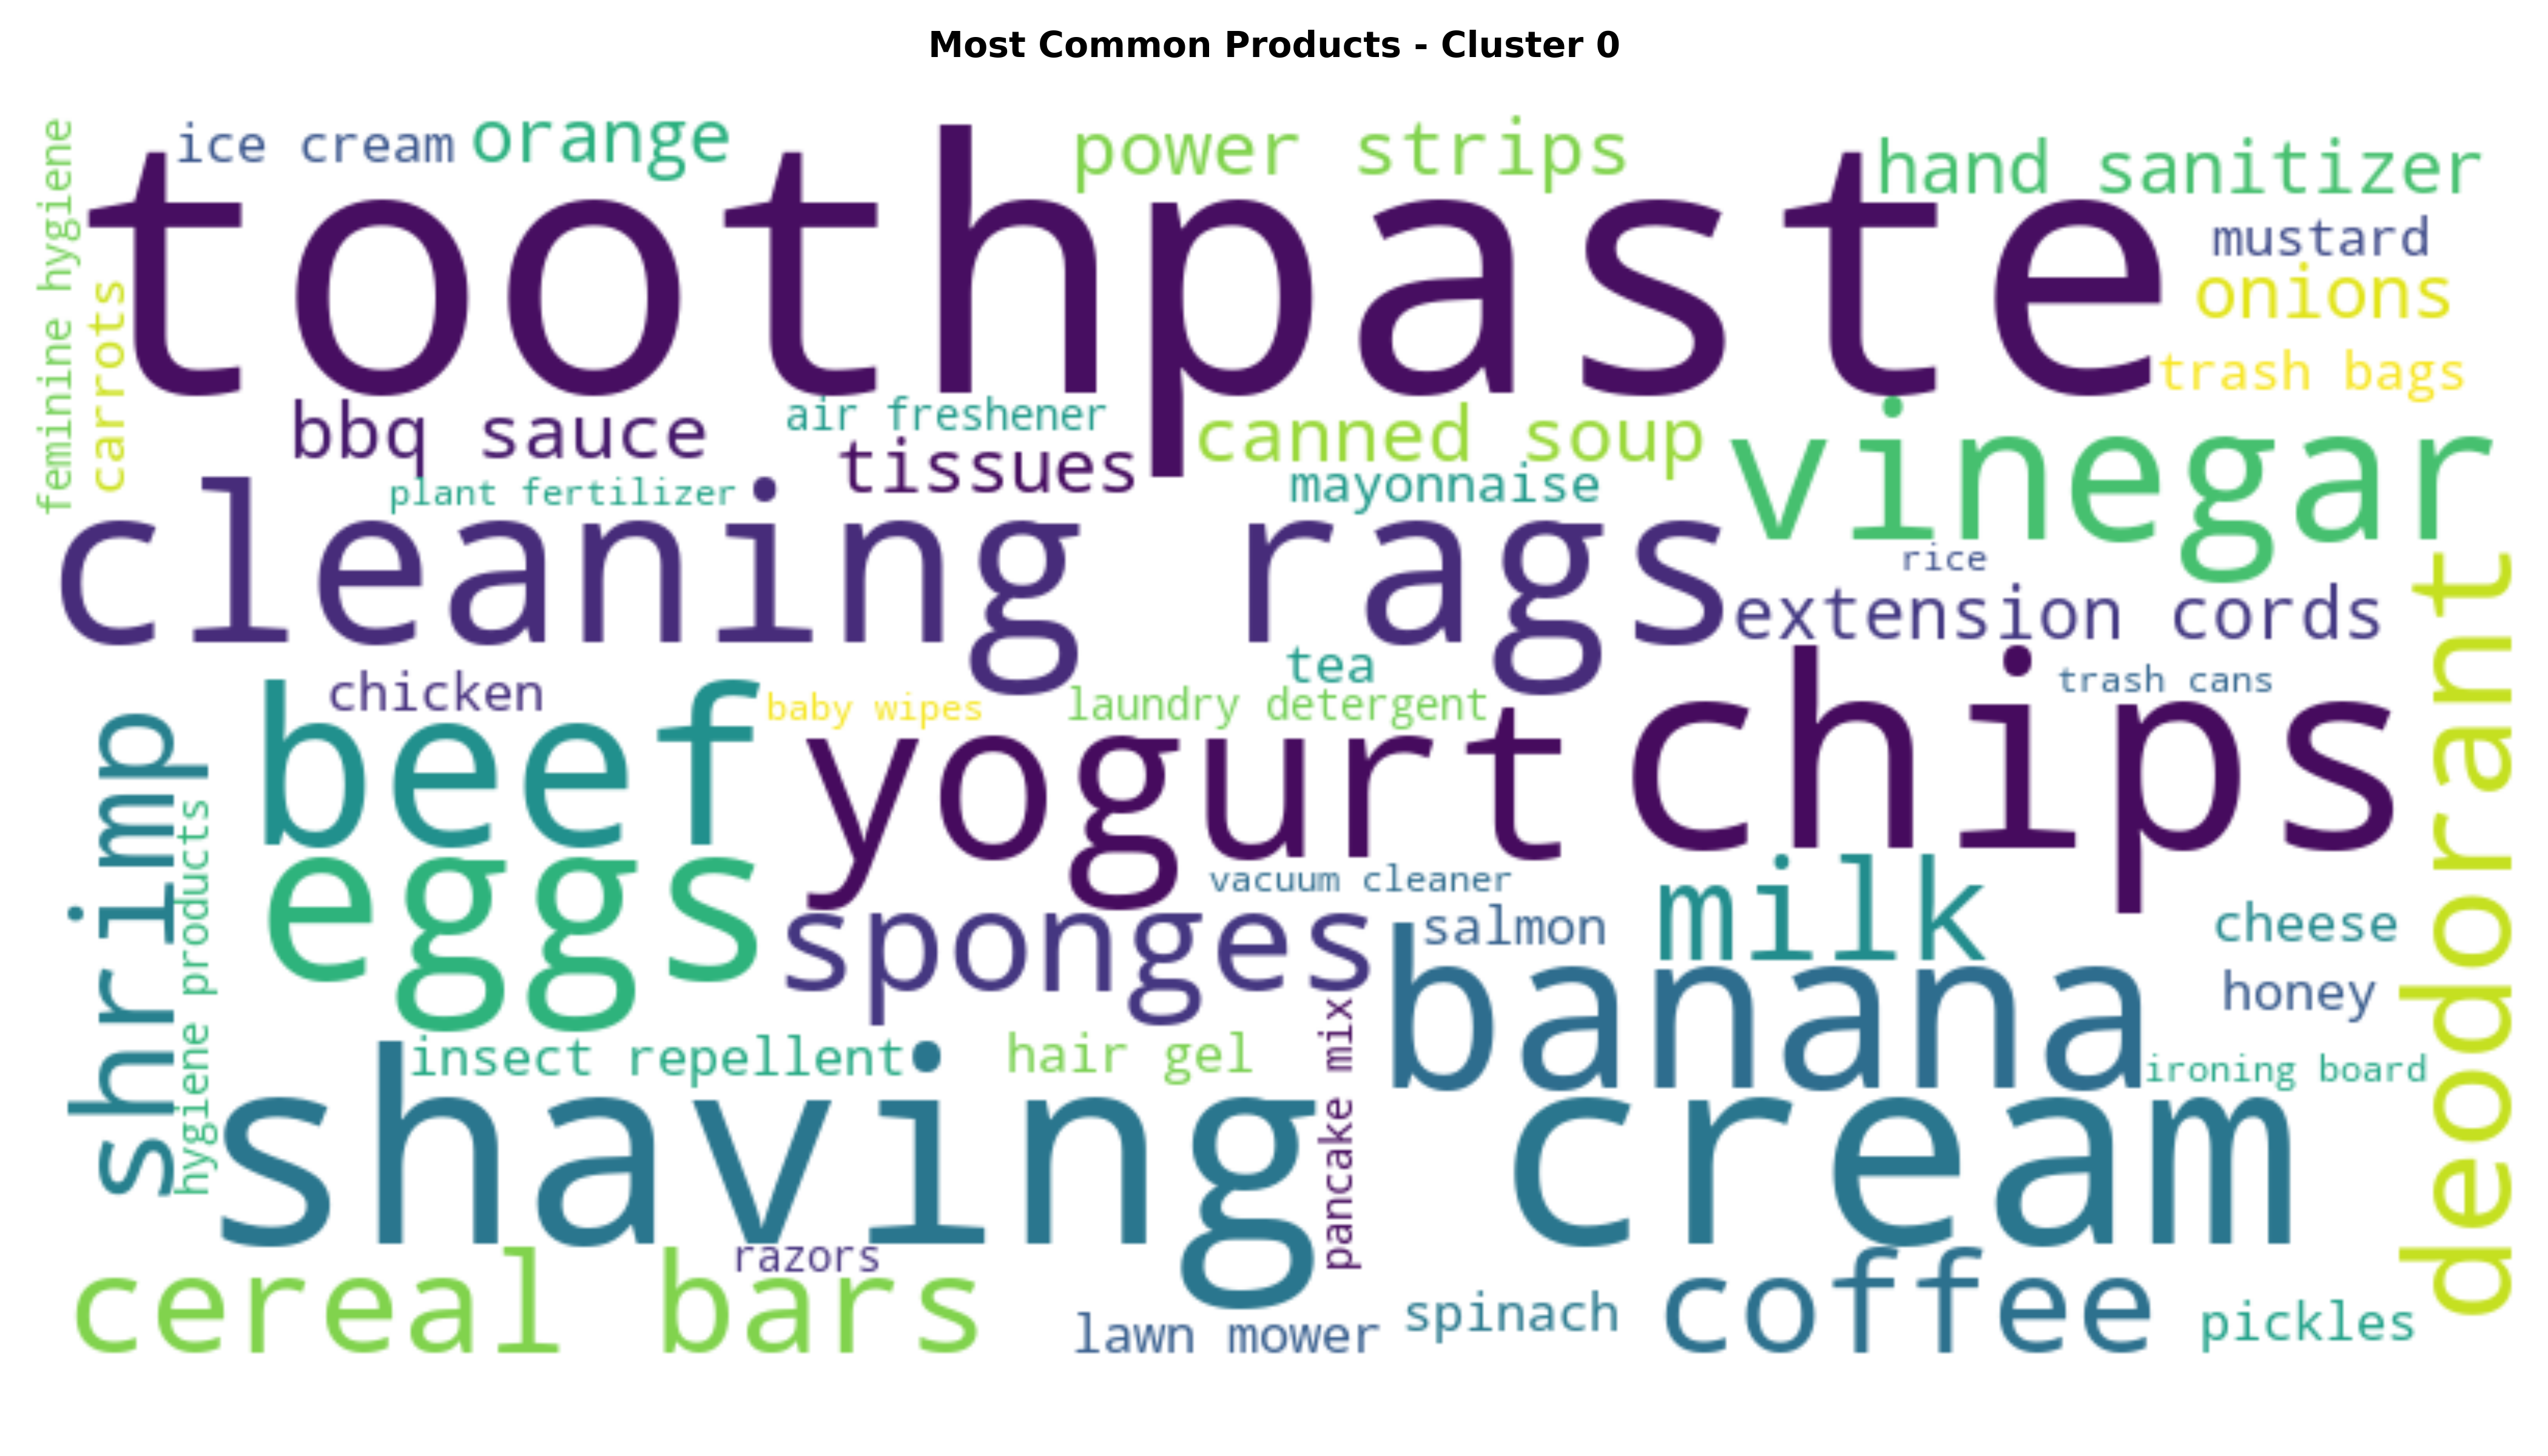 Most Common Products - Cluster 0
feminine hygiene
ice cream
orange
power strips
hand sanitizer
toothpaste
mustard
onions
carrots
trash bags
bbq sauce
air freshener
canned soup
vinegar
tissues
plant fertilizer
mayonnaise
cleaning rags
rice
extension cords
deodorant
chicken
tea
trash cans
baby wipes
laundry detergent
shrimp
beef
yogurt
chips
hygiene products
eggs
vacuum cleaner
milk
sponges
salmon
cheese
banana
honey
insect repellent
hair gel
pancake mix
ironing board
shaving cream
razors
cereal bars
coffee
lawn mower
spinach
pickles